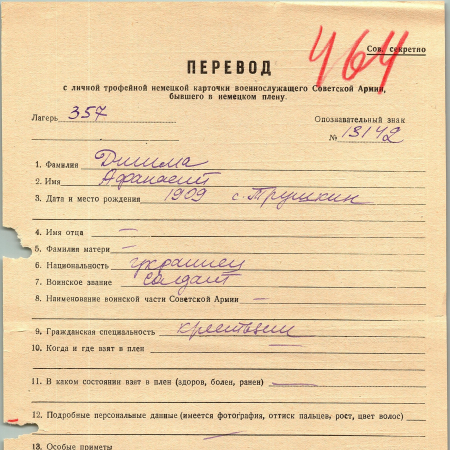 464
Сов. секретно
ПЕРЕВОД
с личной трофейной немецкой карточки военнослужащего Советской Армии,
бывшего в немецком плену.
Лагерь 357
Опознавательный знак
№ 13142
1. Фамилия
2. Имя Афанасий
3. Дата и место рождения 1909 с.
4. Имя отца —
5. Фамилия матери —
6. Национальность украинец
7. Воинское звание солдат
8. Наименование воинской части Советской Армии —
9. Гражданская специальность крестьянин
10. Когда и где взят в плен
11. В каком состоянии взят в плен (здоров, болен, ранен) —
12. Подробные персональные данные (имеется фотография, оттиск пальцев, рост, цвет волос)
—
13. Особые приметы